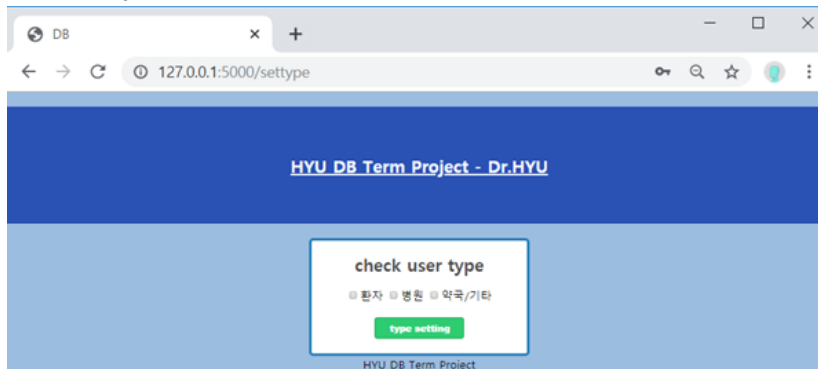 DB
127.0.0.1:5000/settype
HYU DB Term Project - Dr.HYU
check user type
환자 병원 약국/기타
type setting
HYU DB Term Project